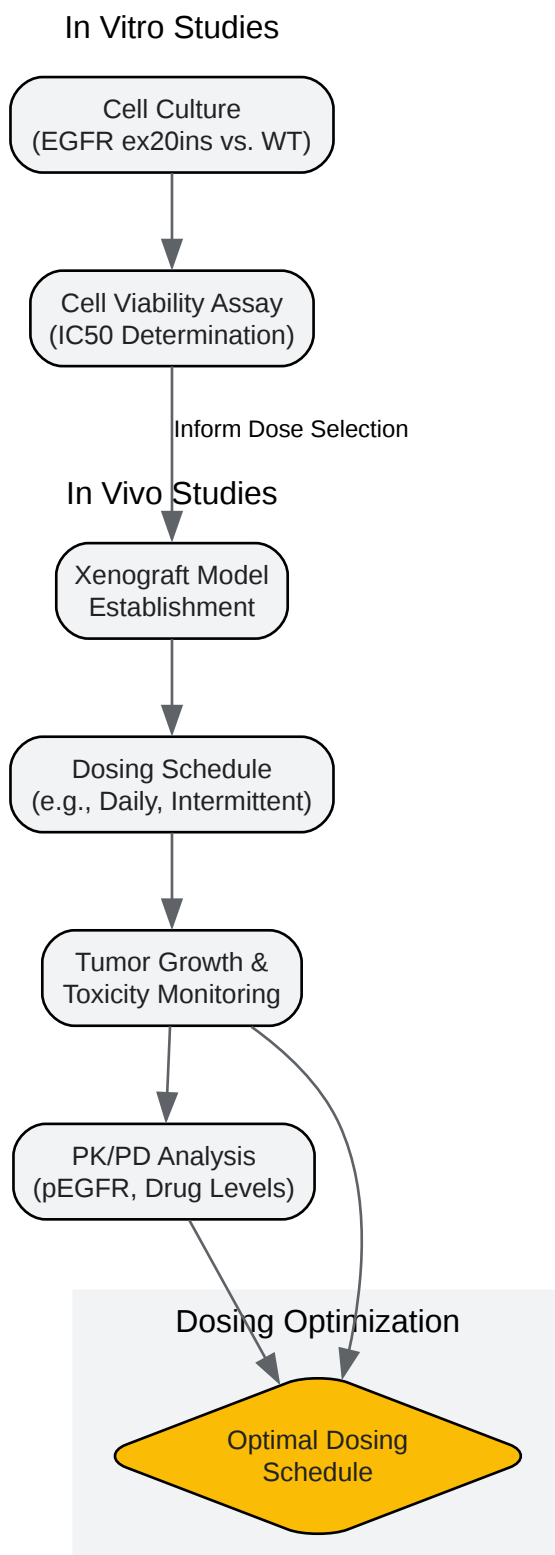 In Vitro Studies
Cell Culture
(EGFR ex20ins vs. WT)
Cell Viability Assay
(IC50 Determination)
Inform Dose Selection
In Vivo Studies
Xenograft Model
Establishment
Dosing Schedule
(e.g., Daily, Intermittent)
Tumor Growth &
Toxicity Monitoring
PK/PD Analysis
(pEGFR, Drug Levels)
Dosing Optimization
Optimal Dosing
Schedule